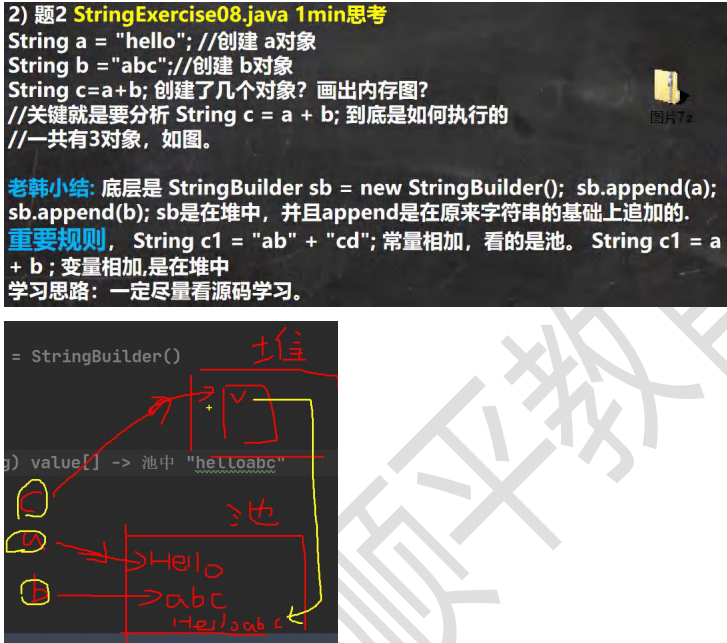 2) 题2 StringExercise08.java 1min思考
String a = "hello"; //创建 a对象
String b ="abc";//创建 b对象
String c=a+b; 创建了几个对象？画出内存图?
//关键就是要分析 String c = a + b; 到底是如何执行的
//一共有3对象，如图。
图片7z
老韩小结: 底层是 StringBuilder sb = new StringBuilder(); sb.append(a);
sb.append(b); sb是在堆中，并且append是在原来字符串的基础上追加的.
重要规则， String c1 = "ab" + "cd"; 常量相加，看的是池。 String c1 = a
+ b ; 变量相加,是在堆中
学习思路：一定尽量看源码学习。
= StringBuilder()
堆
v
g) value[] -> 池中 "helloabc"
c
池
a
Hello
b
abc
Helloabc
顺平教育